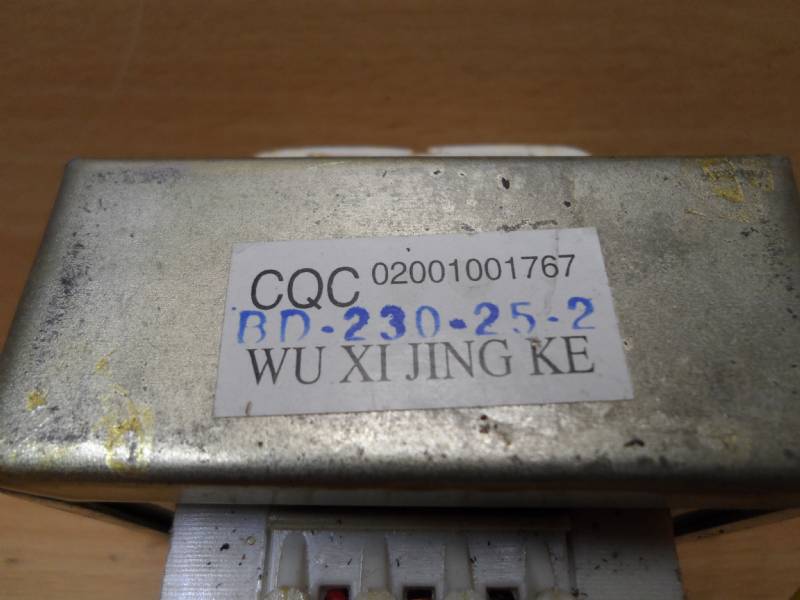 CQC 02001001767
BD-230-25-2
WU XI JING KE